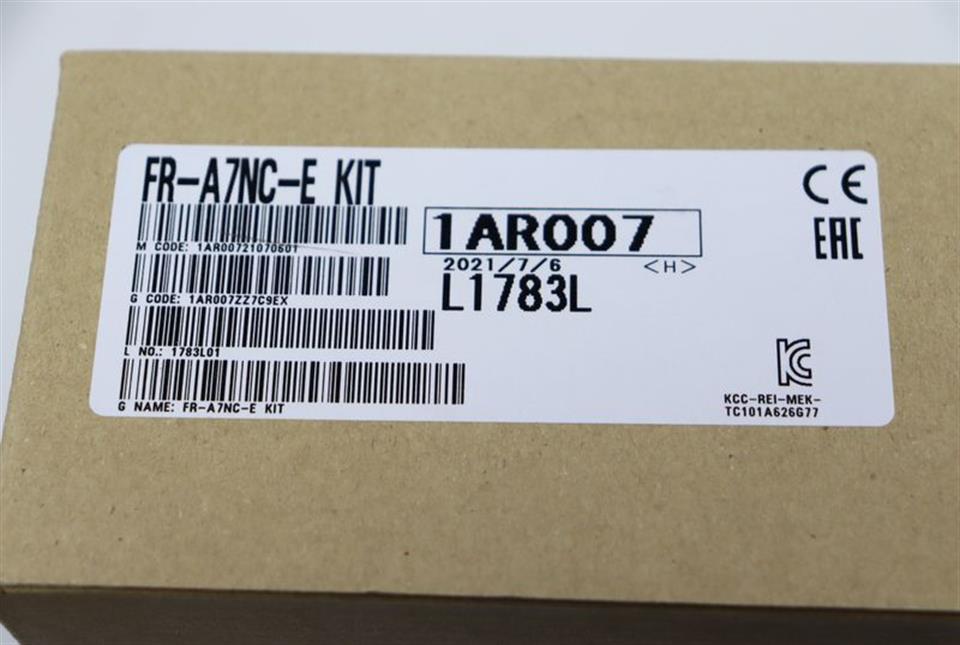 FR-A7NC-E KIT
M CODE: 1AR00721070601
G CODE: 1AR007ZZ7C9EX
L NO.: 1783L01
G NAME: FR-A7NC-E KIT
1AR007
2021/7/6 <H>
L1783L
CE
EAC
KC
KCC-REI-MEK-
TC101A626G77